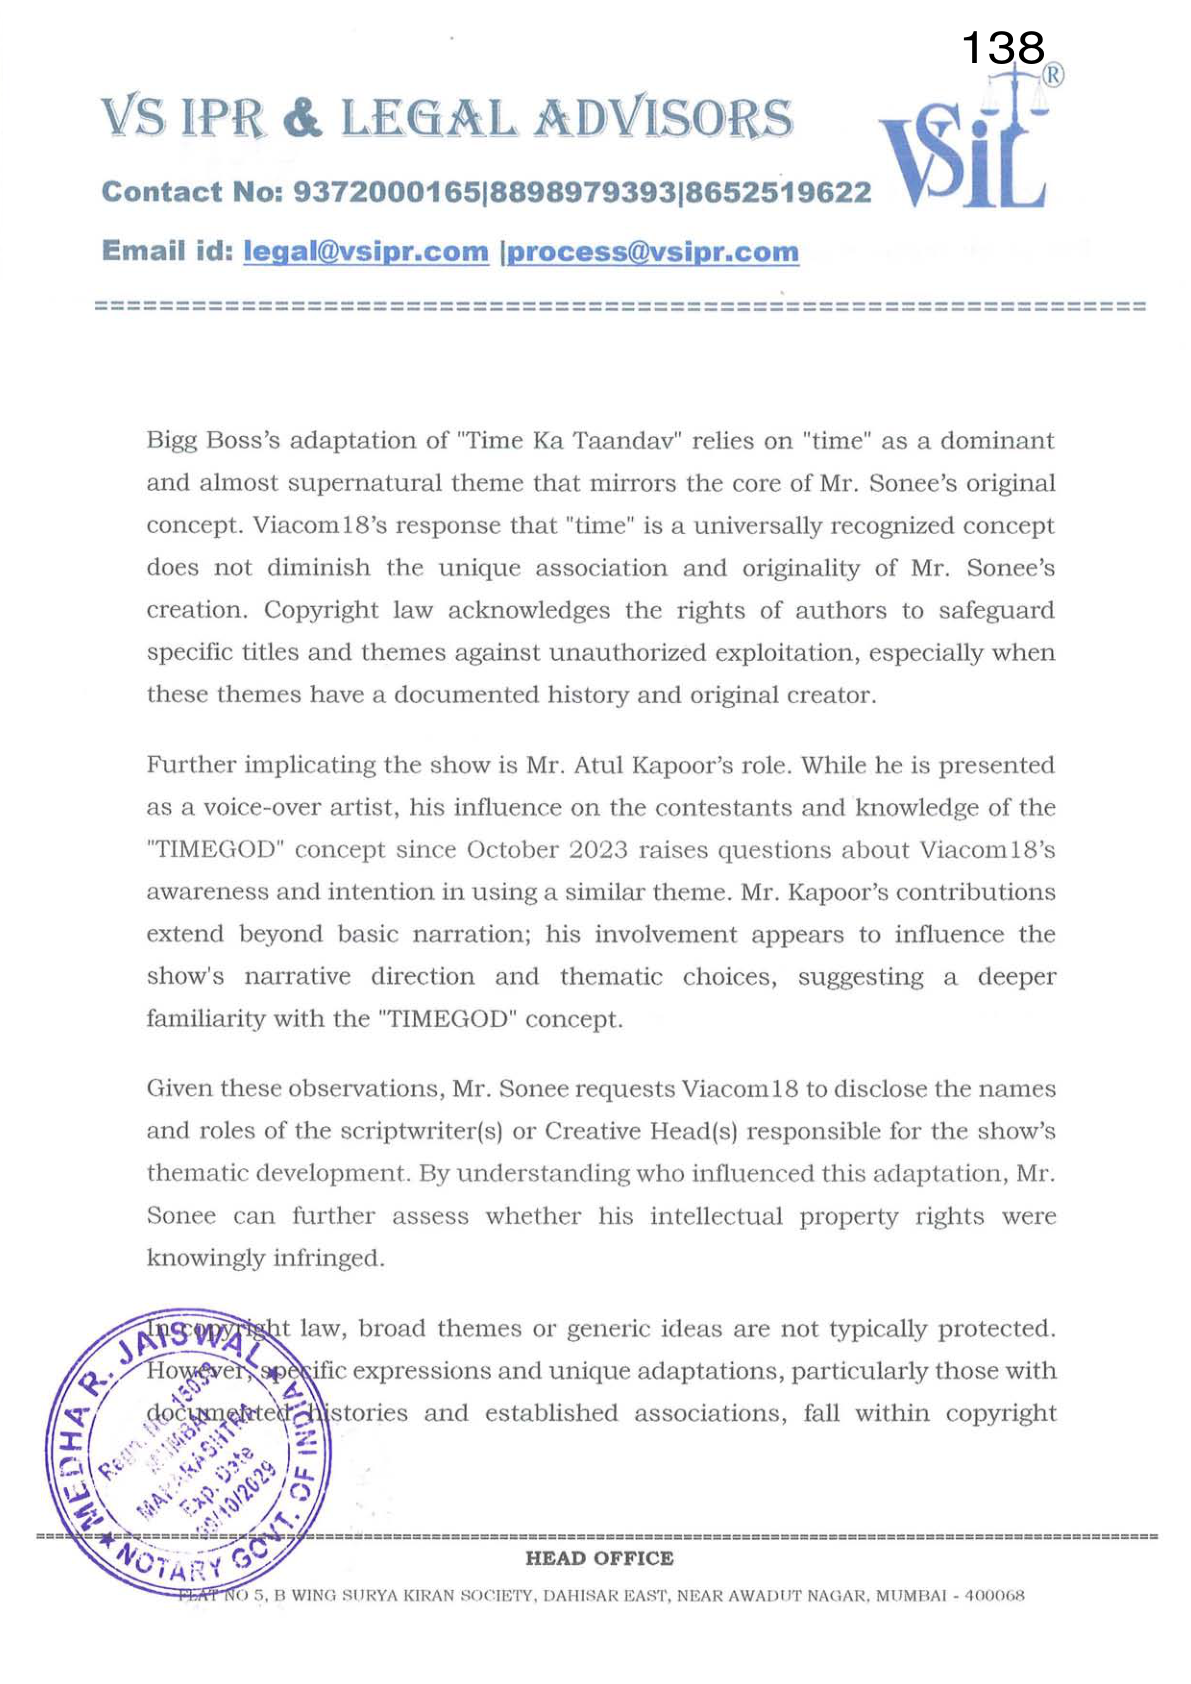 138
VS IPR & LEGAL ADVISORS
VSiL®
Contact No: 9372000165|8898979393|8652519622
Email id: legal@vsipr.com |process@vsipr.com
Bigg Boss’s adaptation of "Time Ka Taandav" relies on "time" as a dominant
and almost supernatural theme that mirrors the core of Mr. Sonee’s original
concept. Viacom18’s response that "time" is a universally recognized concept
does not diminish the unique association and originality of Mr. Sonee’s
creation. Copyright law acknowledges the rights of authors to safeguard
specific titles and themes against unauthorized exploitation, especially when
these themes have a documented history and original creator.
Further implicating the show is Mr. Atul Kapoor’s role. While he is presented
as a voice-over artist, his influence on the contestants and knowledge of the
"TIMEGOD" concept since October 2023 raises questions about Viacom18’s
awareness and intention in using a similar theme. Mr. Kapoor’s contributions
extend beyond basic narration; his involvement appears to influence the
show's narrative direction and thematic choices, suggesting a deeper
familiarity with the "TIMEGOD" concept.
Given these observations, Mr. Sonee requests Viacom18 to disclose the names
and roles of the scriptwriter(s) or Creative Head(s) responsible for the show’s
thematic development. By understanding who influenced this adaptation, Mr.
Sonee can further assess whether his intellectual property rights were
knowingly infringed.
In copyright law, broad themes or generic ideas are not typically protected.
However, specific expressions and unique adaptations, particularly those with
documented histories and established associations, fall within copyright
MEDHA R. JAISWAL
Regn. No. 15038
MUMBAI
MAHARASHTRA
Exp. Date
/10/2029
NOTARY GOVT. OF INDIA
HEAD OFFICE
FLAT NO 5, B WING SURYA KIRAN SOCIETY, DAHISAR EAST, NEAR AWADUT NAGAR, MUMBAI - 400068